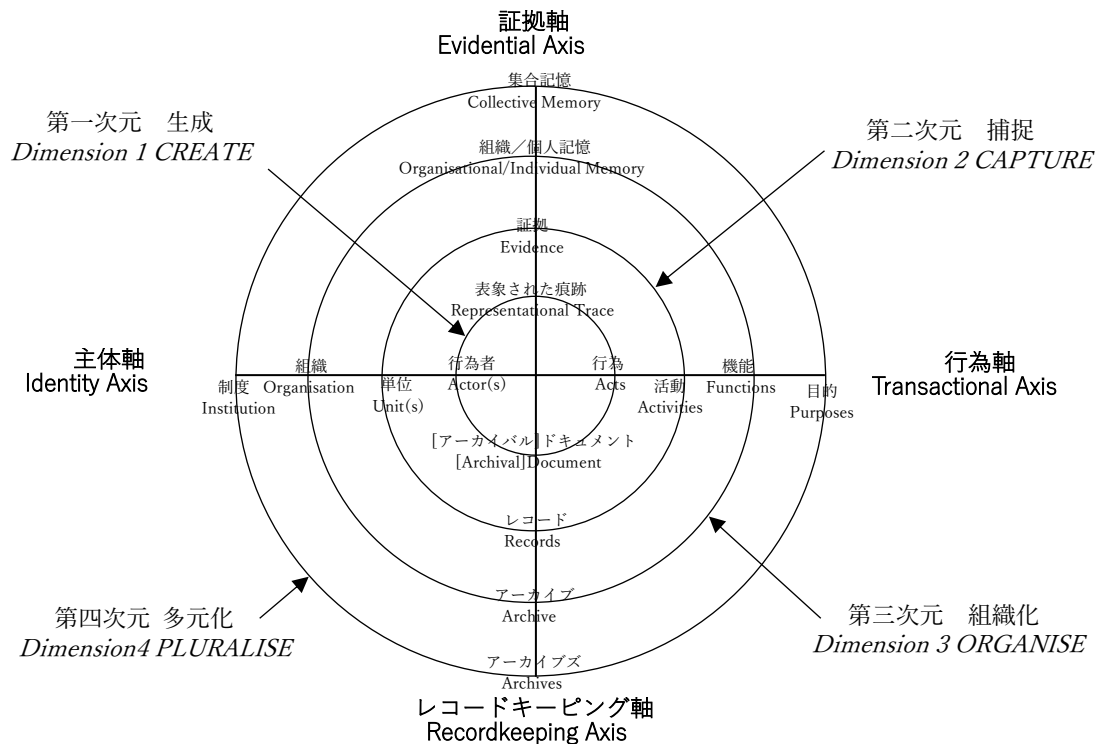 証拠軸
Evidential Axis
集合記憶
Collective Memory
第一次元　生成
Dimension 1 CREATE
第二次元　捕捉
Dimension 2 CAPTURE
組織／個人記憶
Organisational/Individual Memory
証拠
Evidence
表象された痕跡
Representational Trace
主体軸
Identity Axis
制度
Institution
組織
Organisation
単位
Unit(s)
行為者
Actor(s)
行為
Acts
活動
Activities
機能
Functions
目的
Purposes
行為軸
Transactional Axis
[アーカイバル]ドキュメント
[Archival]Document
レコード
Records
アーカイブ
Archive
第四次元 多元化
Dimension4 PLURALISE
第三次元　組織化
Dimension 3 ORGANISE
アーカイブズ
Archives
レコードキーピング軸
Recordkeeping Axis